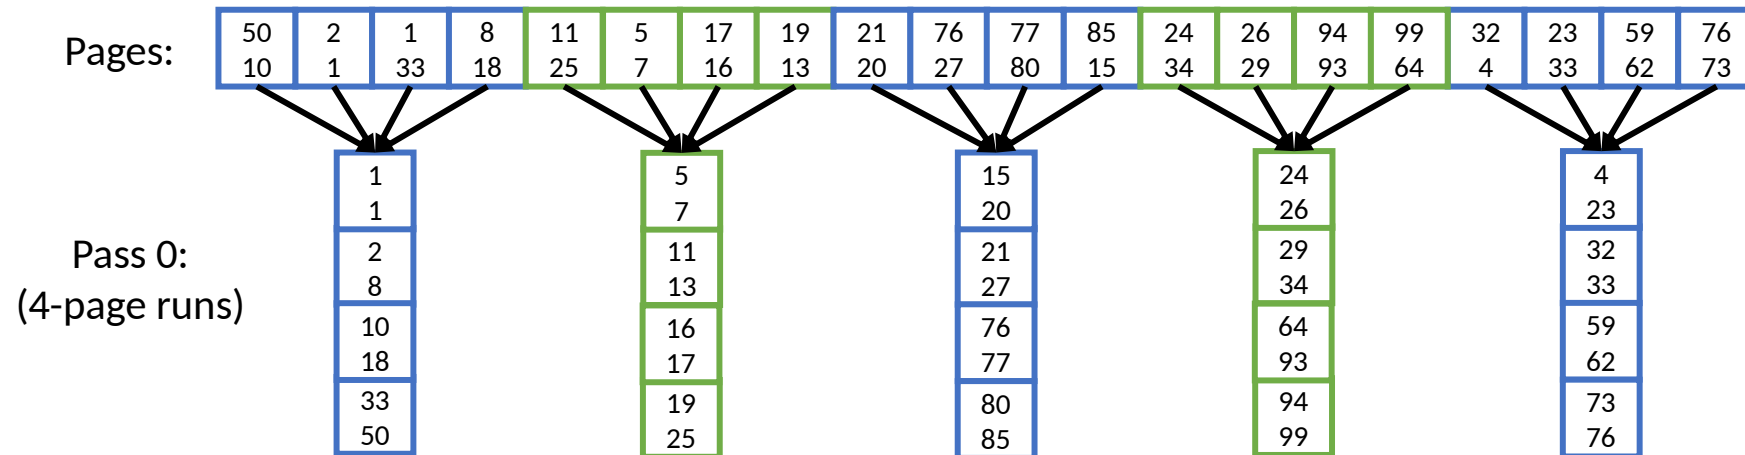 Pages:
50 2 1 8 11 5 17 19 21 76 77 85 24 26 94 99 32 23 59 76
10 1 33 18 25 7 16 13 20 27 80 15 34 29 93 64 4 33 62 73
Pass 0:
(4-page runs)
1 5 15 24 4
1 7 20 26 23
2 11 21 29 32
8 13 27 34 33
10 16 76 64 59
18 17 77 93 62
33 19 80 94 73
50 25 85 99 76